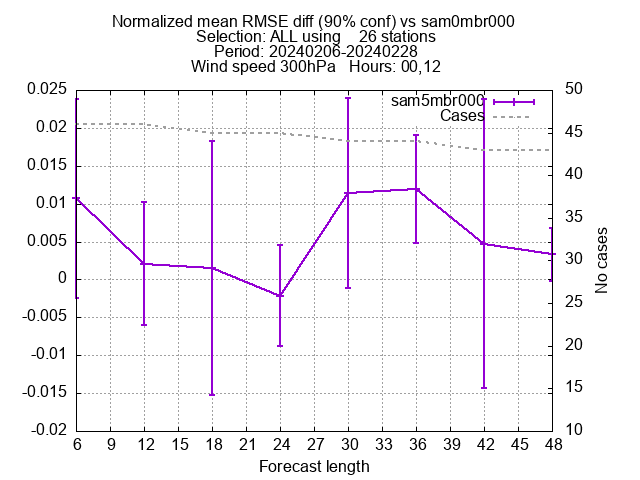 Normalized mean RMSE diff (90% conf) vs sam0mbr000
Selection: ALL using    26 stations
Period: 20240206-20240228
Wind speed 300hPa   Hours: 00,12
sam5mbr000
Cases
0.025
0.02
0.015
0.01
0.005
0
-0.005
-0.01
-0.015
-0.02
50
45
40
35
30
25
20
15
10
No cases
6 9 12 15 18 21 24 27 30 33 36 39 42 45 48
Forecast length